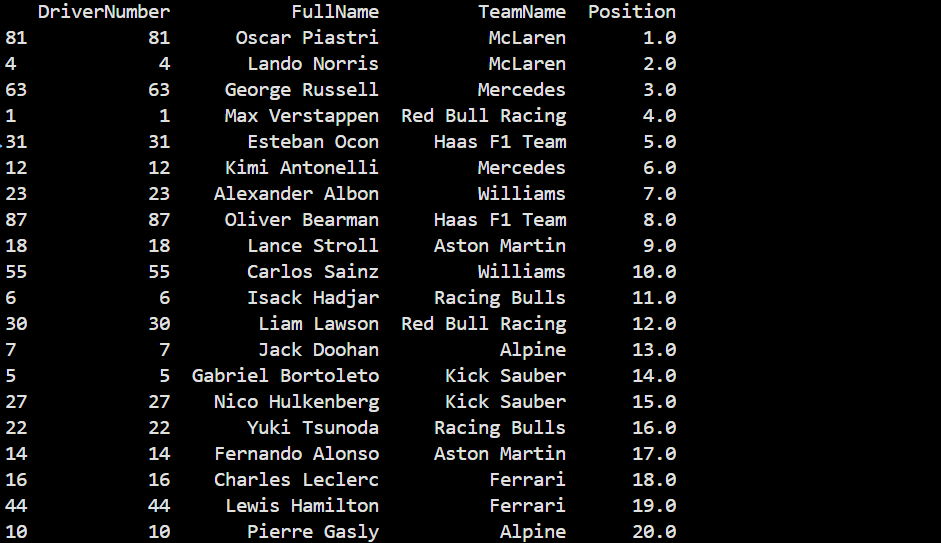 DriverNumber FullName TeamName Position
81 81 Oscar Piastri McLaren 1.0
4 4 Lando Norris McLaren 2.0
63 63 George Russell Mercedes 3.0
1 1 Max Verstappen Red Bull Racing 4.0
31 31 Esteban Ocon Haas F1 Team 5.0
12 12 Kimi Antonelli Mercedes 6.0
23 23 Alexander Albon Williams 7.0
87 87 Oliver Bearman Haas F1 Team 8.0
18 18 Lance Stroll Aston Martin 9.0
55 55 Carlos Sainz Williams 10.0
6 6 Isack Hadjar Racing Bulls 11.0
30 30 Liam Lawson Red Bull Racing 12.0
7 7 Jack Doohan Alpine 13.0
5 5 Gabriel Bortoleto Kick Sauber 14.0
27 27 Nico Hulkenberg Kick Sauber 15.0
22 22 Yuki Tsunoda Racing Bulls 16.0
14 14 Fernando Alonso Aston Martin 17.0
16 16 Charles Leclerc Ferrari 18.0
44 44 Lewis Hamilton Ferrari 19.0
10 10 Pierre Gasly Alpine 20.0